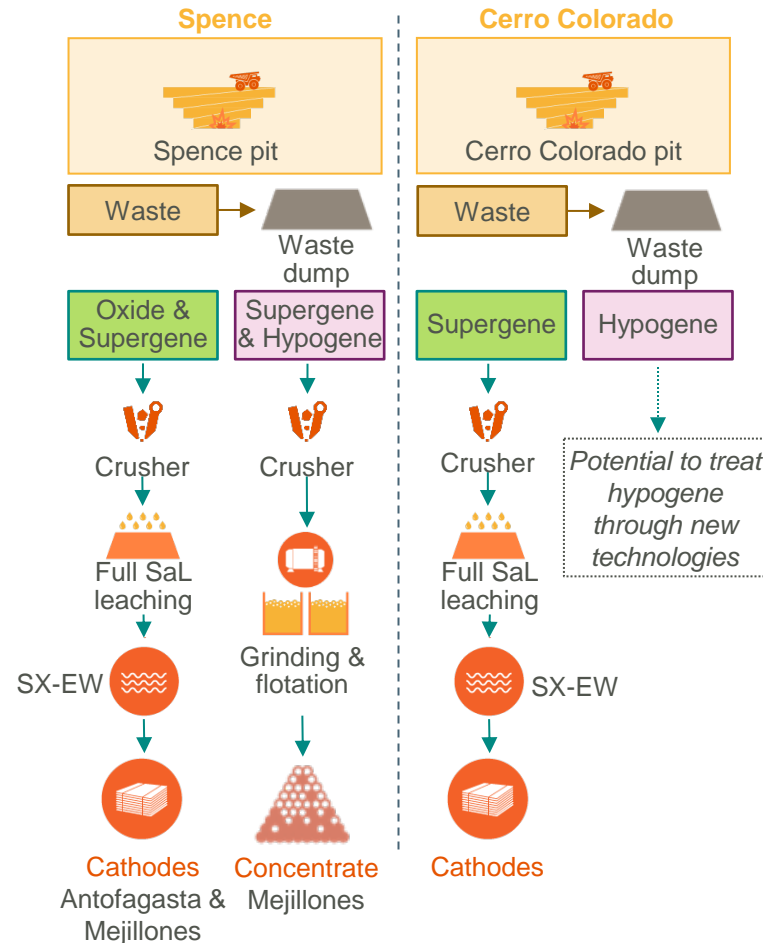 Spence
Spence pit
Waste
Waste
dump
Oxide &
Supergene
Supergene
& Hypogene
Crusher
Crusher
Full SaL
leaching
Grinding &
flotation
SX-EW
Cathodes
Antofagasta &
Mejillones
Concentrate
Mejillones
Cerro Colorado
Cerro Colorado pit
Waste
Waste
dump
Supergene
Hypogene
Crusher
Potential to treat
hypogene
through new
technologies
Full SaL
leaching
SX-EW
Cathodes